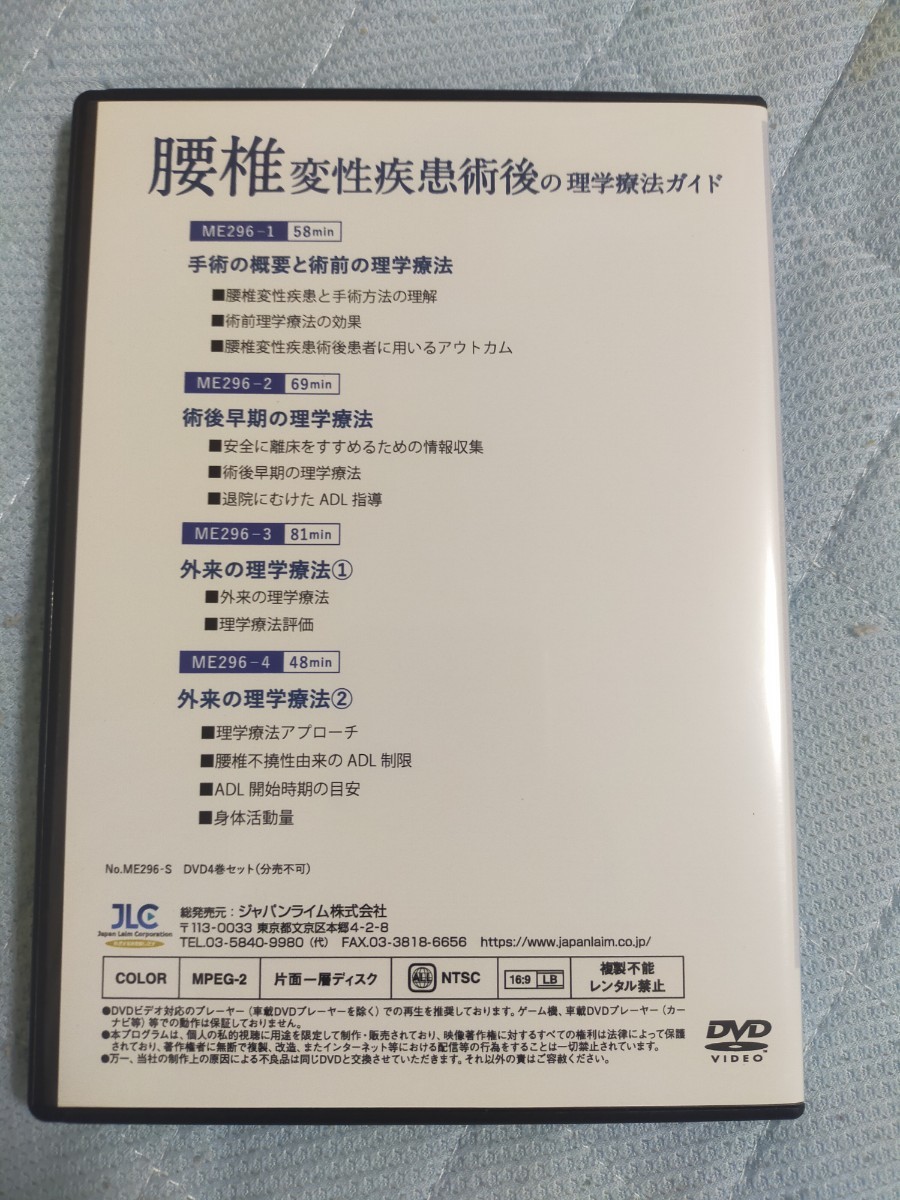 腰椎変性疾患術後の理学療法ガイド
ME296-1 58min
手術の概要と術前の理学療法
■腰椎変性疾患と手術方法の理解
■術前理学療法の効果
■腰椎変性疾患術後患者に用いるアウトカム
ME296-2 69min
術後早期の理学療法
■安全に離床をすすめるための情報収集
■術後早期の理学療法
■退院にむけた ADL 指導
ME296-3 81min
外来の理学療法①
■外来の理学療法
■理学療法評価
ME296-4 48min
外来の理学療法②
■理学療法アプローチ
■腰椎不撓性由来の ADL 制限
■ADL 開始時期の目安
■身体活動量
No.ME296-S DVD4巻セット(分売不可)
JLC
Japan Laim Corporation
総発売元:ジャパンライム株式会社
〒113-0033 東京都文京区本郷4-2-8
TEL.03-5840-9980(代) FAX.03-3818-6656 https://www.japanlaim.co.jp/
COLOR MPEG-2 片面一層ディスク ALL NTSC 16:9 LB 複製不能
レンタル禁止
●DVDビデオ対応のプレーヤー(車載DVDプレーヤーを除く)での再生を推奨しております。ゲーム機、車載DVDプレーヤー(カー
ナビ等)等での動作は保証しておりません。
●本プログラムは、個人の私的視聴に用途を限定して制作・販売されており、映像著作権に対するすべての権利は法律によって保護
されており、著作権者に無断で複製、改造、またインターネット等における配信等の行為をすることは一切禁止されています。
●万一、当社の制作上の原因による不良品は同じDVDと交換させていただきます。それ以外の責はご容赦ください。
DVD
VIDEO